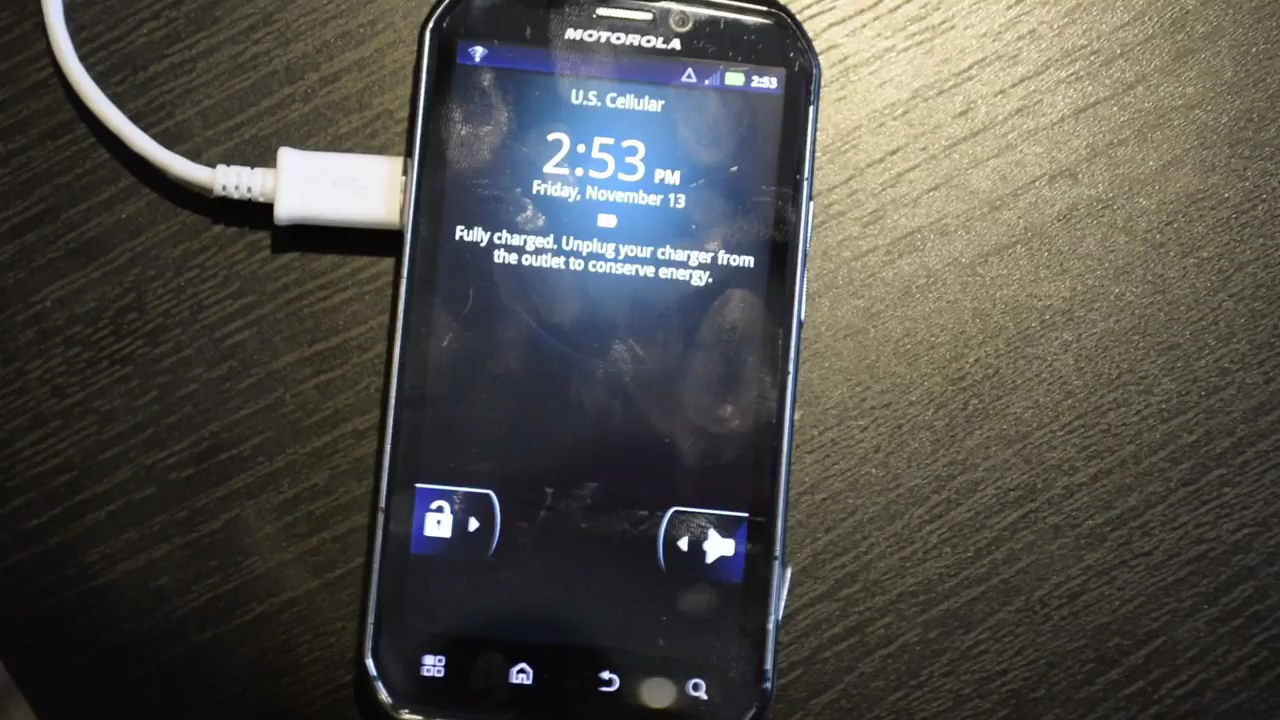 MOTOROLA
2:53
U.S. Cellular
2:53 PM
Friday, November 13
Fully charged. Unplug your charger from
the outlet to conserve energy.